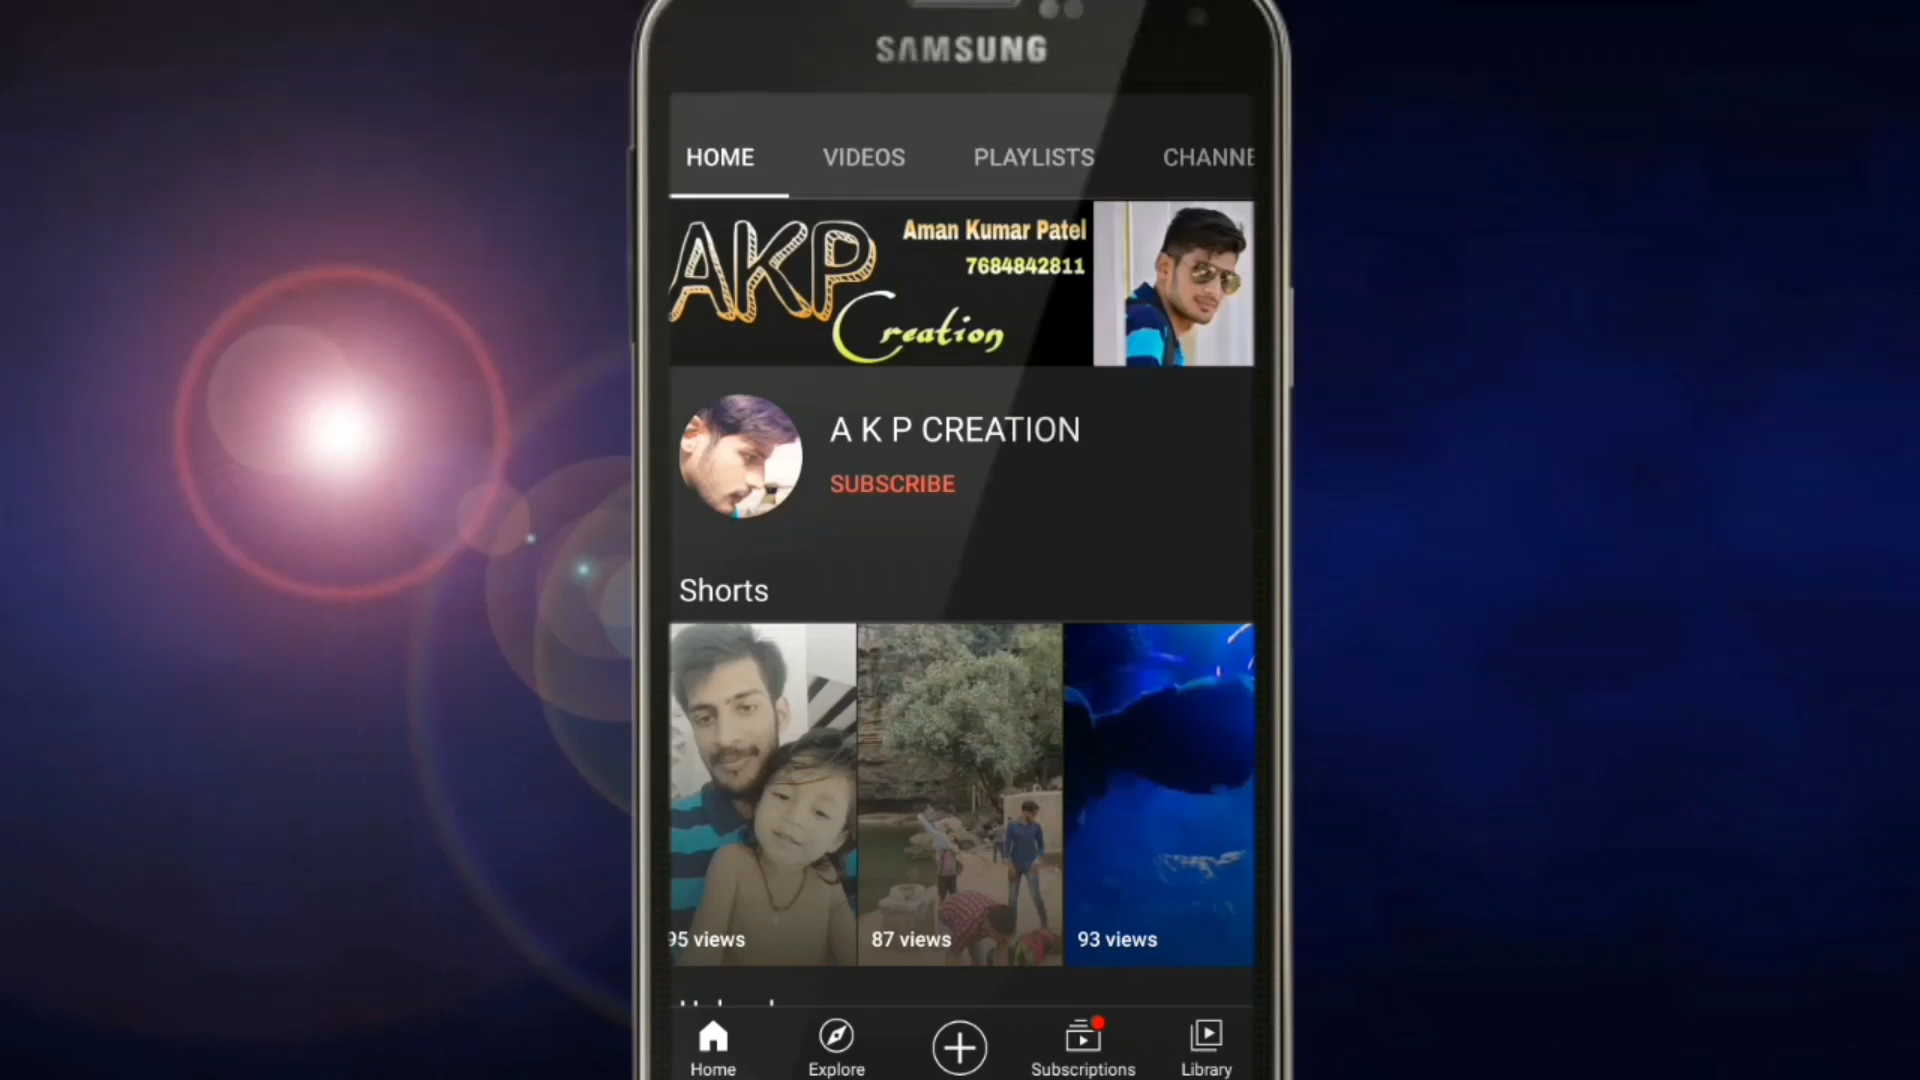 SAMSUNG
HOME VIDEOS PLAYLISTS CHANNE
AKP Creation
Aman Kumar Patel
7684842811
A K P CREATION
SUBSCRIBE
Shorts
95 views 87 views 93 views
Home Explore Subscriptions Library